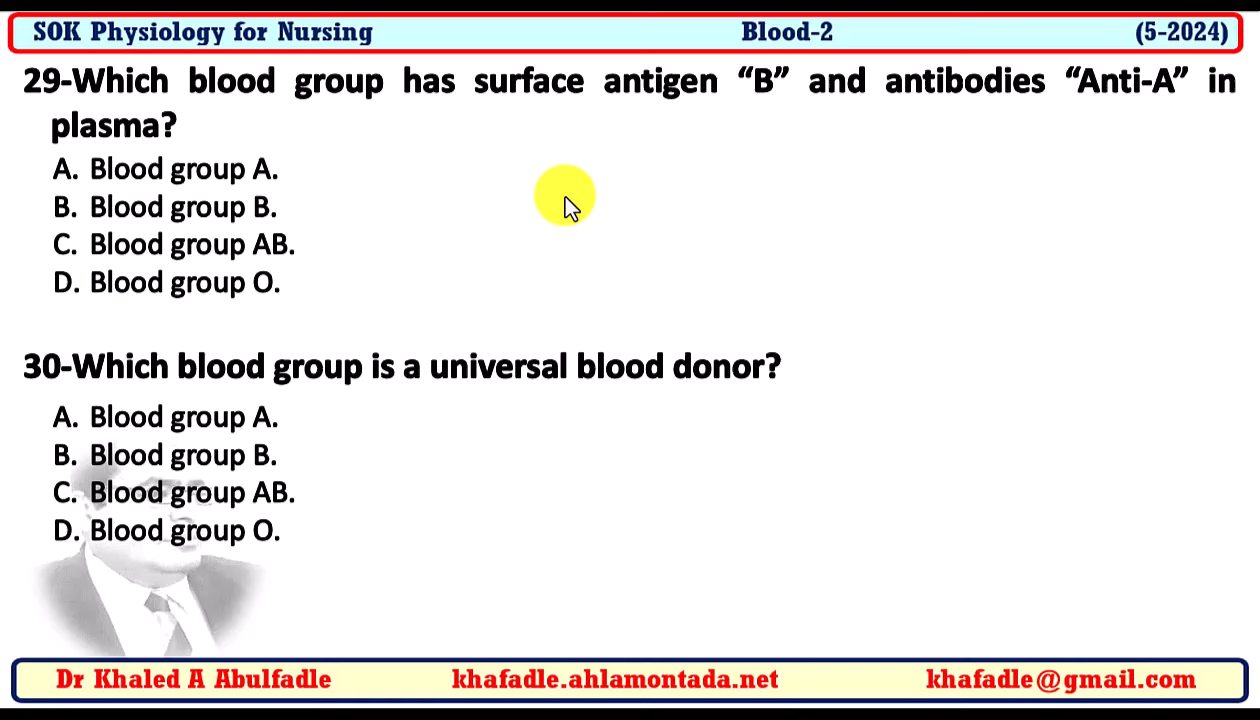 SOK Physiology for Nursing Blood-2 (5-2024)
29-Which blood group has surface antigen “B” and antibodies “Anti-A” in
plasma?
A. Blood group A.
B. Blood group B.
C. Blood group AB.
D. Blood group O.
30-Which blood group is a universal blood donor?
A. Blood group A.
B. Blood group B.
C. Blood group AB.
D. Blood group O.
Dr Khaled A Abulfadle khafadle.ahlamontada.net khafadle@gmail.com